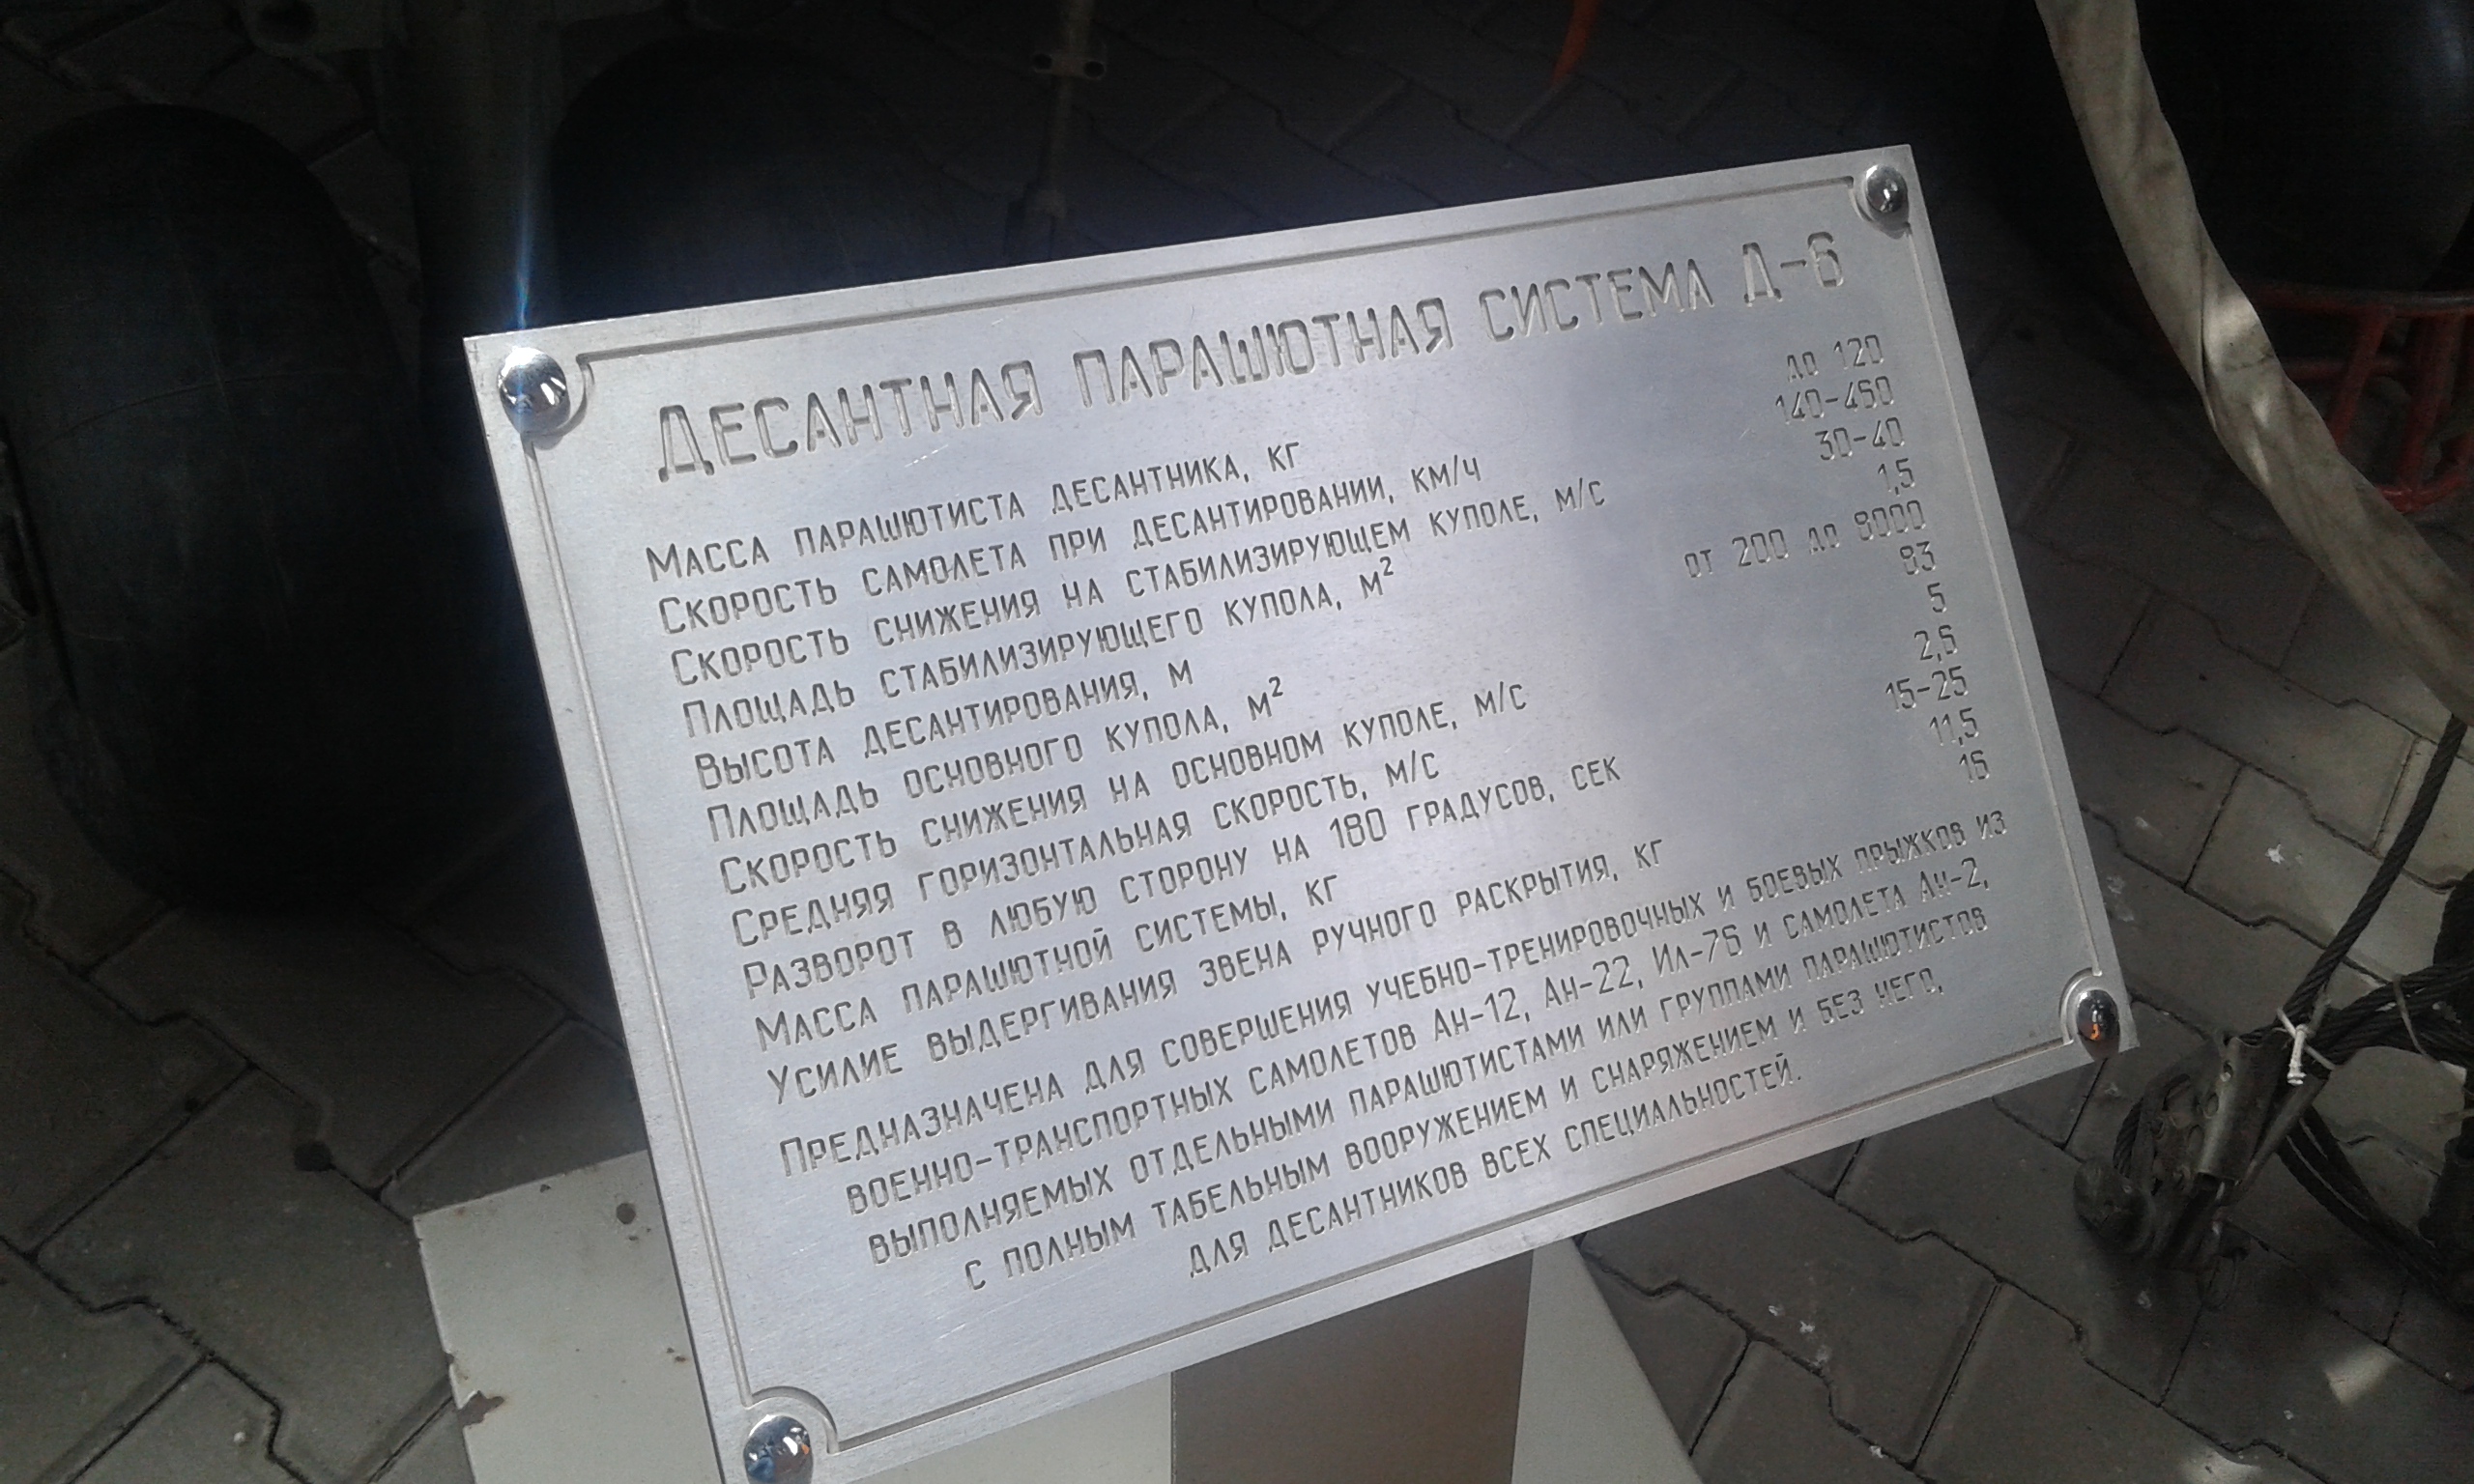 ДЕСАНТНАЯ ПАРАШЮТНАЯ СИСТЕМА Д-6
МАССА ПАРАШЮТИСТА ДЕСАНТНИКА, КГ ДО 120
СКОРОСТЬ САМОЛЕТА ПРИ ДЕСАНТИРОВАНИИ, КМ/Ч 140-450
СКОРОСТЬ СНИЖЕНИЯ НА СТАБИЛИЗИРУЮЩЕМ КУПОЛЕ, М/С 30-40
ПЛОЩАДЬ СТАБИЛИЗИРУЮЩЕГО КУПОЛА, М² 1,5
ВЫСОТА ДЕСАНТИРОВАНИЯ, М ОТ 200 ДО 8000
ПЛОЩАДЬ ОСНОВНОГО КУПОЛА, М² 83
СКОРОСТЬ СНИЖЕНИЯ НА ОСНОВНОМ КУПОЛЕ, М/С 5
СРЕДНЯЯ ГОРИЗОНТАЛЬНАЯ СКОРОСТЬ, М/С 2,6
РАЗВОРОТ В ЛЮБУЮ СТОРОНУ НА 180 ГРАДУСОВ, СЕК 15-25
МАССА ПАРАШЮТНОЙ СИСТЕМЫ, КГ 11,5
УСИЛИЕ ВЫДЕРГИВАНИЯ ЗВЕНА РУЧНОГО РАСКРЫТИЯ, КГ 16
ПРЕДНАЗНАЧЕНА ДЛЯ СОВЕРШЕНИЯ УЧЕБНО-ТРЕНИРОВОЧНЫХ И БОЕВЫХ ПРЫЖКОВ ИЗ
ВОЕННО-ТРАНСПОРТНЫХ САМОЛЕТОВ АН-12, АН-22, ИЛ-76 И САМОЛЕТА АН-2,
ВЫПОЛНЯЕМЫХ ОТДЕЛЬНЫМИ ПАРАШЮТИСТАМИ ИЛИ ГРУППАМИ ПАРАШЮТИСТОВ
С ПОЛНЫМ ТАБЕЛЬНЫМ ВООРУЖЕНИЕМ И СНАРЯЖЕНИЕМ И БЕЗ НЕГО,
ДЛЯ ДЕСАНТНИКОВ ВСЕХ СПЕЦИАЛЬНОСТЕЙ.